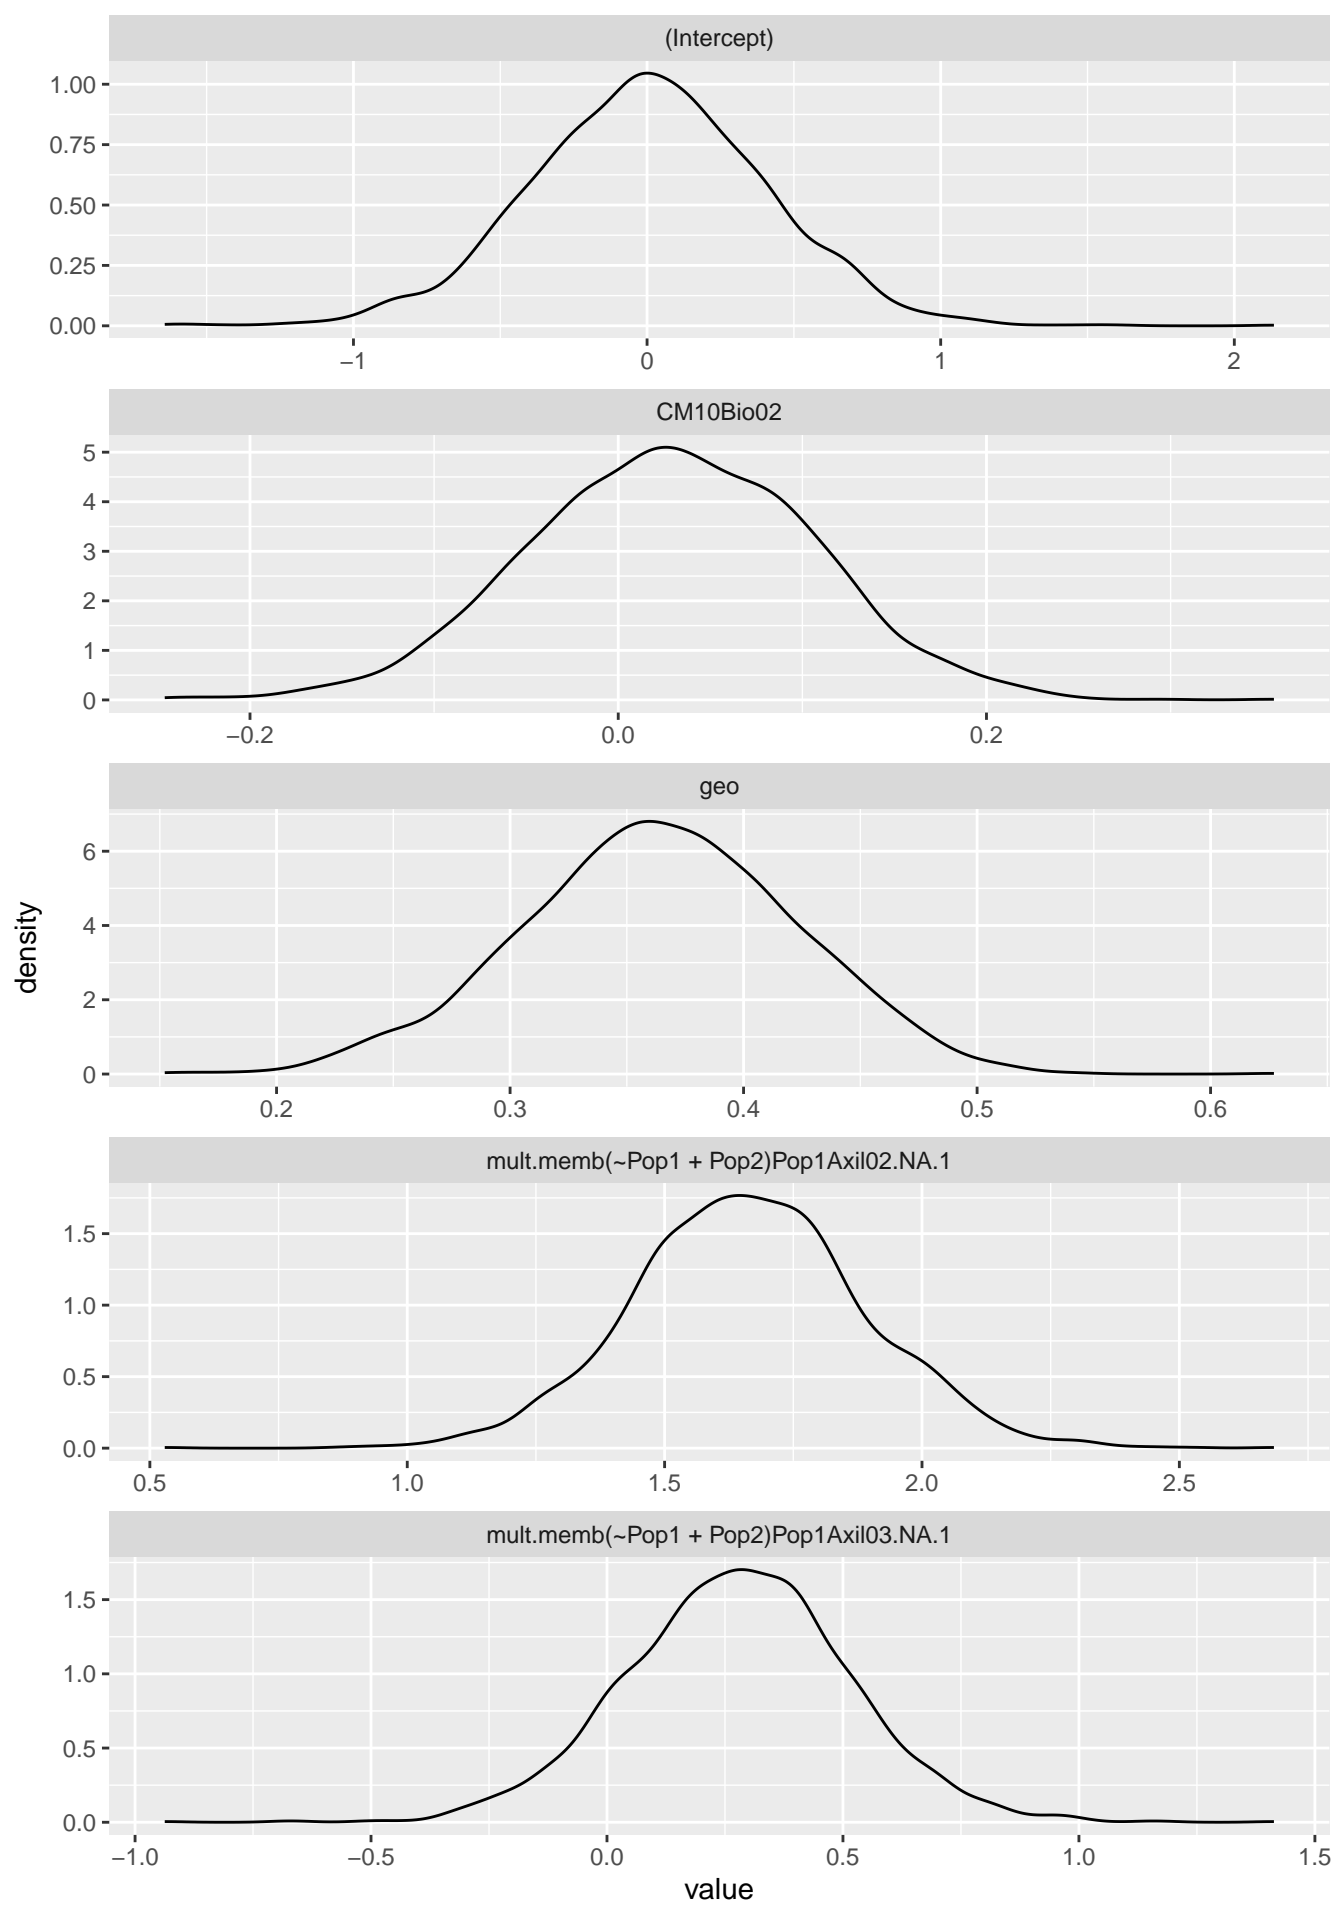 (Intercept)
1.00
0.75
0.50
0.25
0.00
−1 0 1 2
CM10Bio02
5
4
3
2
1
0
−0.2 0.0 0.2
geo
6
4
2
0
0.2 0.3 0.4 0.5 0.6
density
mult.memb(~Pop1 + Pop2)Pop1Axil02.NA.1
1.5
1.0
0.5
0.0
0.5 1.0 1.5 2.0 2.5
mult.memb(~Pop1 + Pop2)Pop1Axil03.NA.1
1.5
1.0
0.5
0.0
−1.0 −0.5 0.0 0.5 1.0 1.5
value